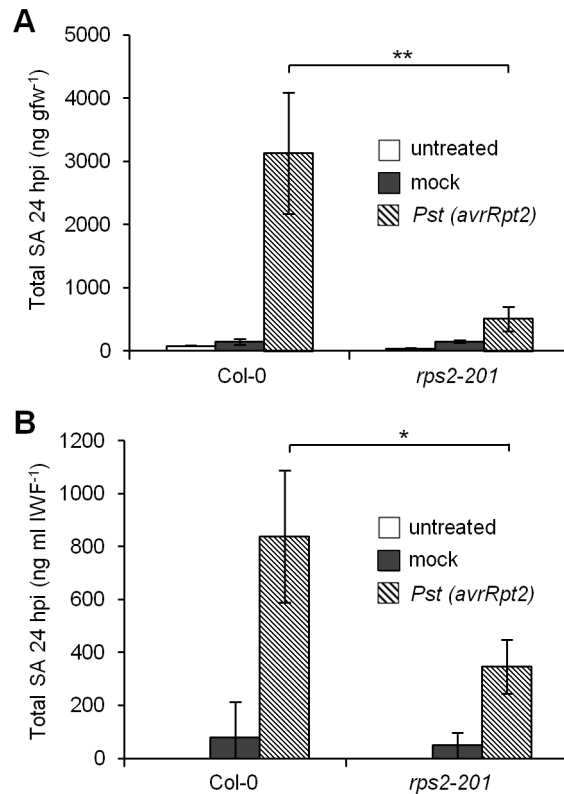 A
Total SA 24 hpi (ng gfw⁻¹)
5000
4000
3000
2000
1000
0
**
untreated
mock
Pst (avrRpt2)
Col-0
rps2-201
B
Total SA 24 hpi (ng ml IWF⁻¹)
1200
1000
800
600
400
200
0
*
untreated
mock
Pst (avrRpt2)
Col-0
rps2-201